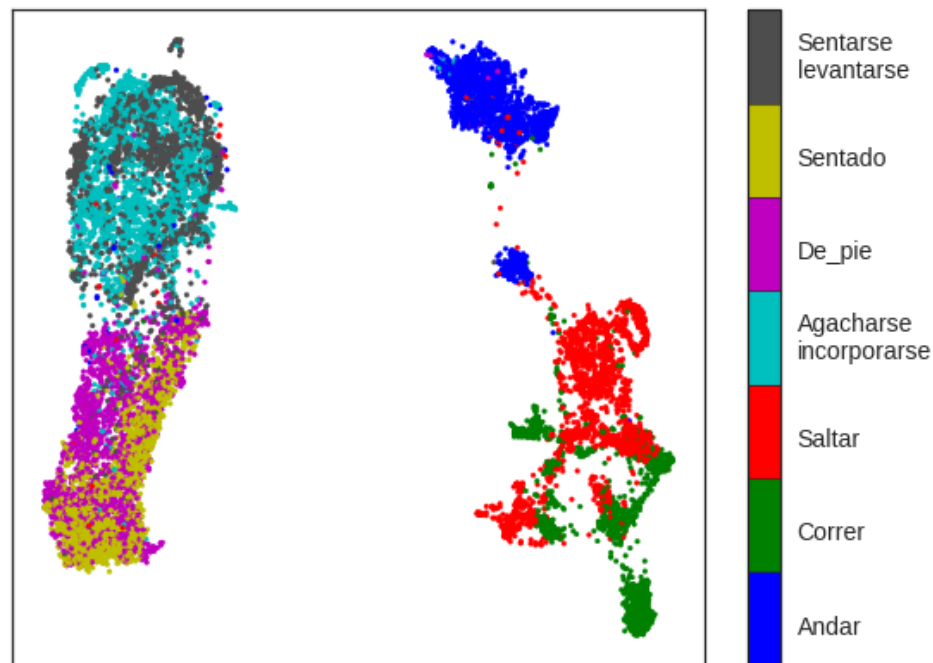 Sentarse
levantarse
Sentado
De_pie
Agacharse
incorporarse
Saltar
Correr
Andar